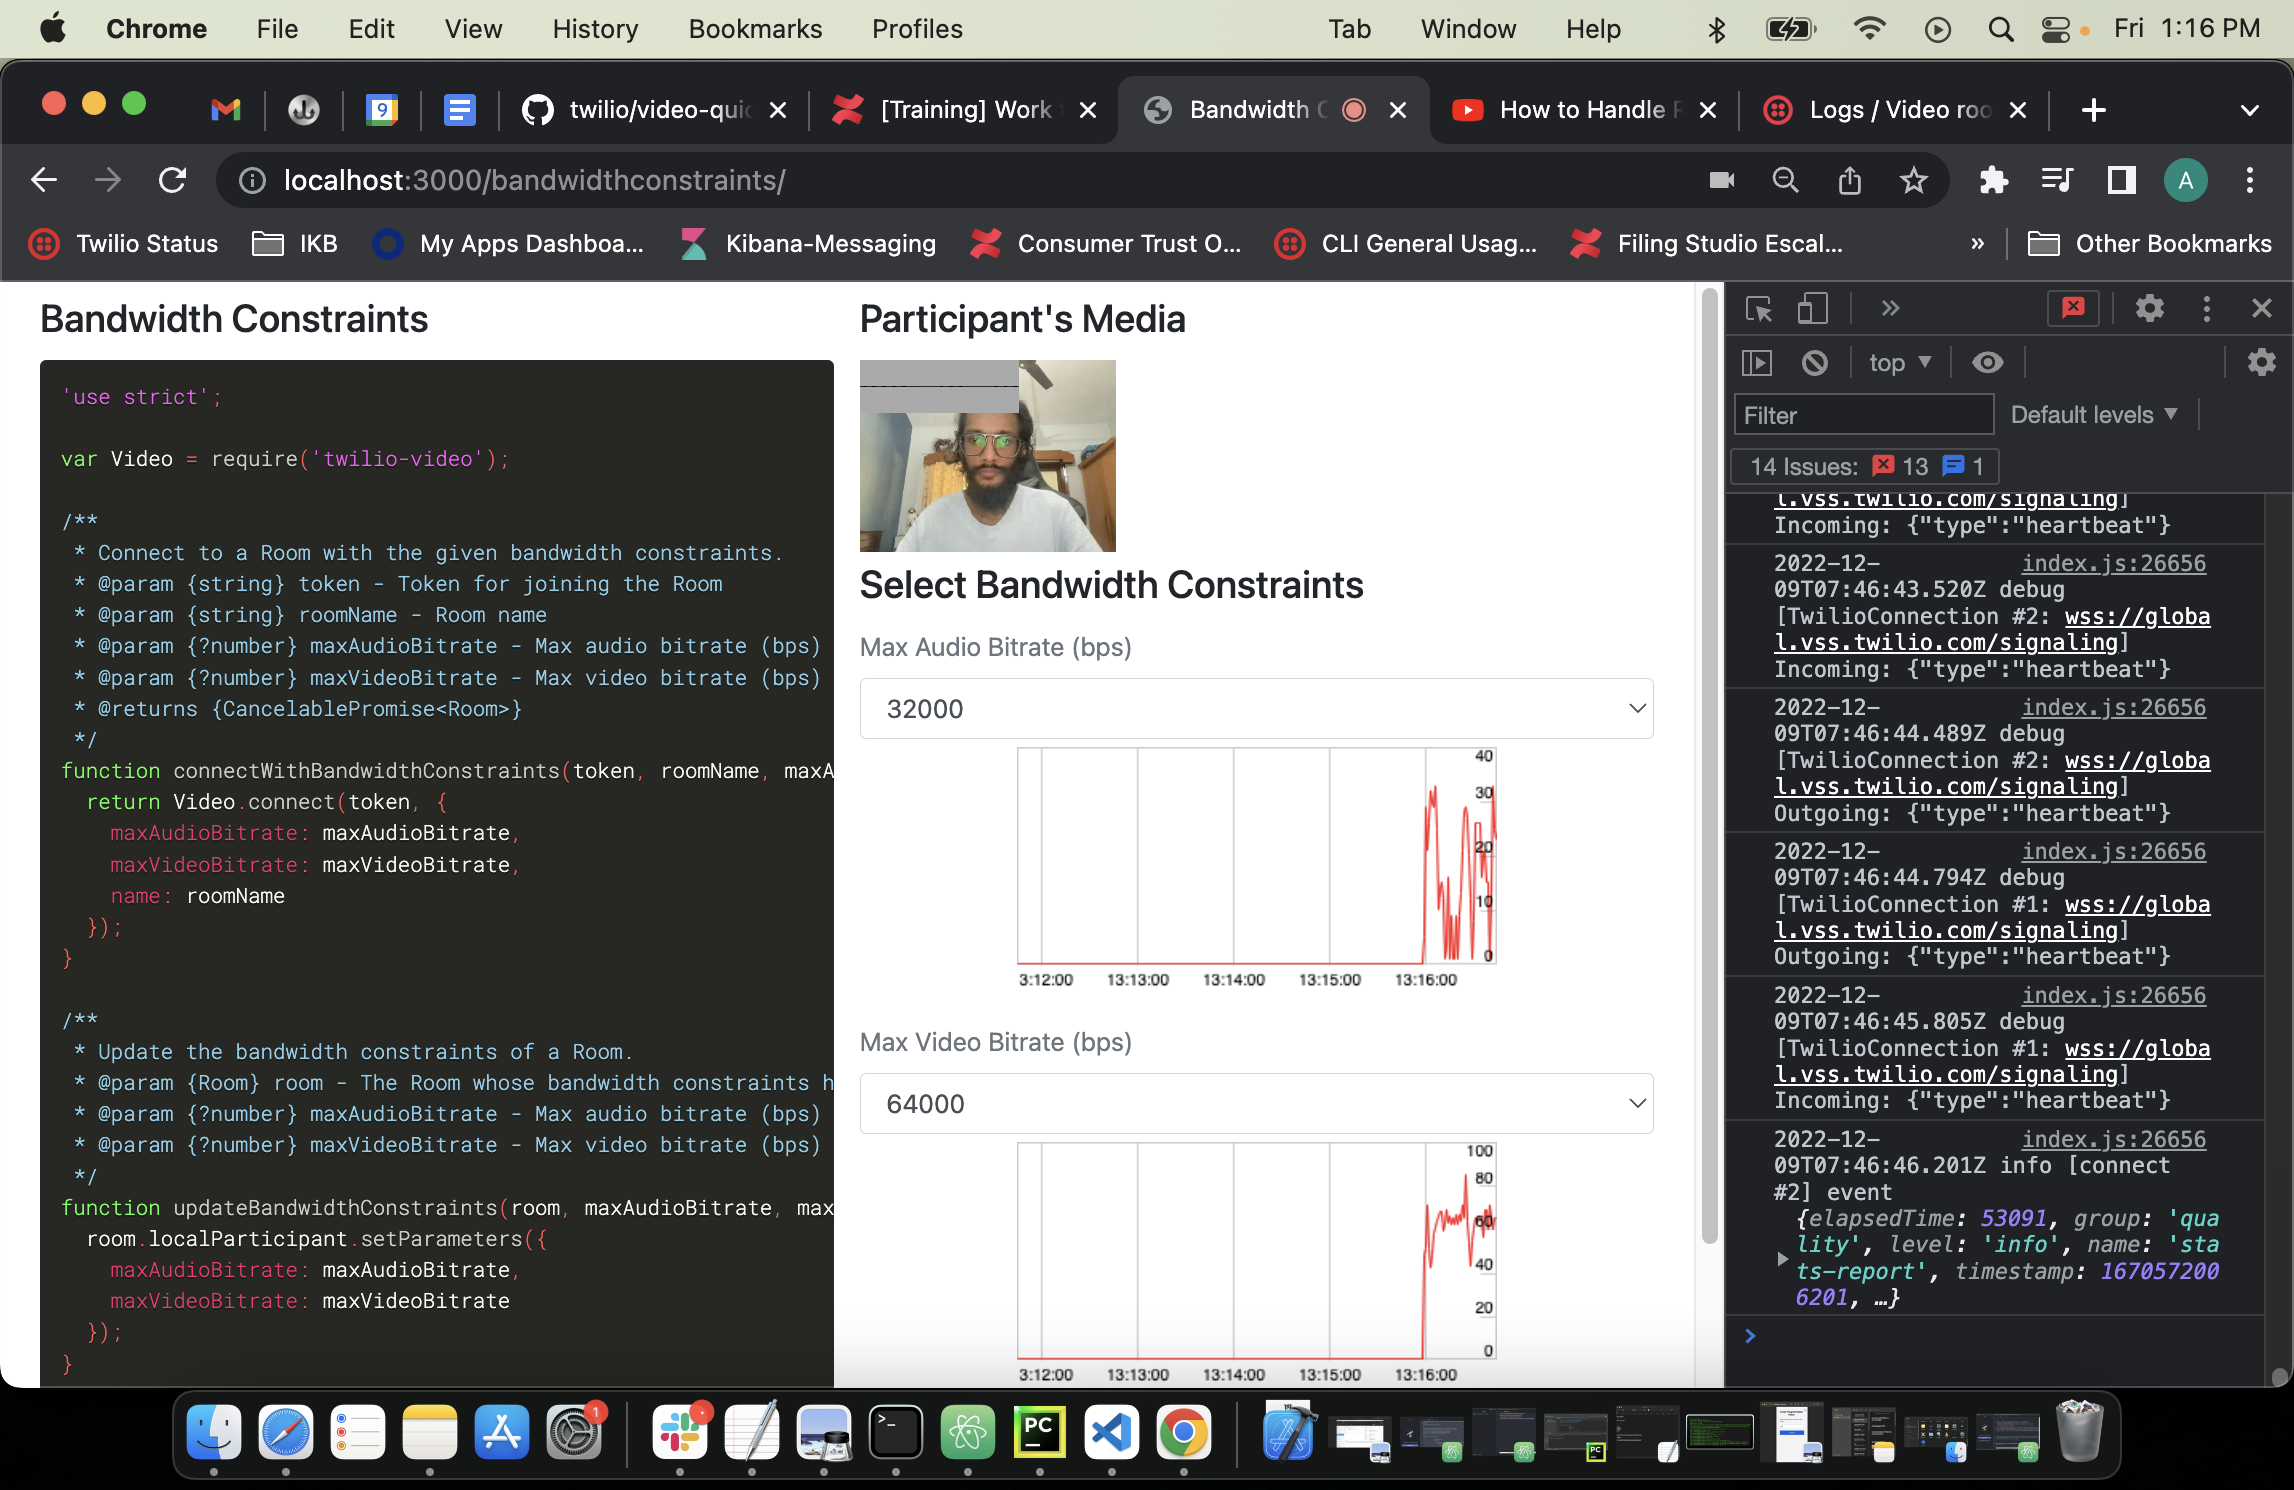 Chrome File Edit View History Bookmarks Profiles Tab Window Help Fri 1:16 PM
9 twilio/video-quic [Training] Work Bandwidth C How to Handle R Logs / Video roo
localhost:3000/bandwidthconstraints/ A
Twilio Status IKB My Apps Dashboa... Kibana-Messaging Consumer Trust O... CLI General Usag... Filing Studio Escal... » Other Bookmarks
Bandwidth Constraints
'use strict';
var Video = require('twilio-video');
/**
* Connect to a Room with the given bandwidth constraints.
* @param {string} token - Token for joining the Room
* @param {string} roomName - Room name
* @param {?number} maxAudioBitrate - Max audio bitrate (bps)
* @param {?number} maxVideoBitrate - Max video bitrate (bps)
* @returns {CancelablePromise<Room>}
*/
function connectWithBandwidthConstraints(token, roomName, maxA
return Video.connect(token, {
maxAudioBitrate: maxAudioBitrate,
maxVideoBitrate: maxVideoBitrate,
name: roomName
});
}
/**
* Update the bandwidth constraints of a Room.
* @param {Room} room - The Room whose bandwidth constraints h
* @param {?number} maxAudioBitrate - Max audio bitrate (bps)
* @param {?number} maxVideoBitrate - Max video bitrate (bps)
*/
function updateBandwidthConstraints(room, maxAudioBitrate, max
room.localParticipant.setParameters({
maxAudioBitrate: maxAudioBitrate,
maxVideoBitrate: maxVideoBitrate
});
}
Participant's Media
Select Bandwidth Constraints
Max Audio Bitrate (bps)
32000
40
30
20
10
0
3:12:00 13:13:00 13:14:00 13:15:00 13:16:00
Max Video Bitrate (bps)
64000
100
80
60
40
20
0
3:12:00 13:13:00 13:14:00 13:15:00 13:16:00
»
top
Filter Default levels
14 Issues: 13 1
l.vss.twilio.com/signaling]
Incoming: {"type":"heartbeat"}
2022-12- index.js:26656
09T07:46:43.520Z debug
[TwilioConnection #2: wss://globa
l.vss.twilio.com/signaling]
Incoming: {"type":"heartbeat"}
2022-12- index.js:26656
09T07:46:44.489Z debug
[TwilioConnection #2: wss://globa
l.vss.twilio.com/signaling]
Outgoing: {"type":"heartbeat"}
2022-12- index.js:26656
09T07:46:44.794Z debug
[TwilioConnection #1: wss://globa
l.vss.twilio.com/signaling]
Outgoing: {"type":"heartbeat"}
2022-12- index.js:26656
09T07:46:45.805Z debug
[TwilioConnection #1: wss://globa
l.vss.twilio.com/signaling]
Incoming: {"type":"heartbeat"}
2022-12- index.js:26656
09T07:46:46.201Z info [connect
#2] event
{elapsedTime: 53091, group: 'qua
lity', level: 'info', name: 'sta
ts-report', timestamp: 167057200
6201, …}
>
1 >_ PC